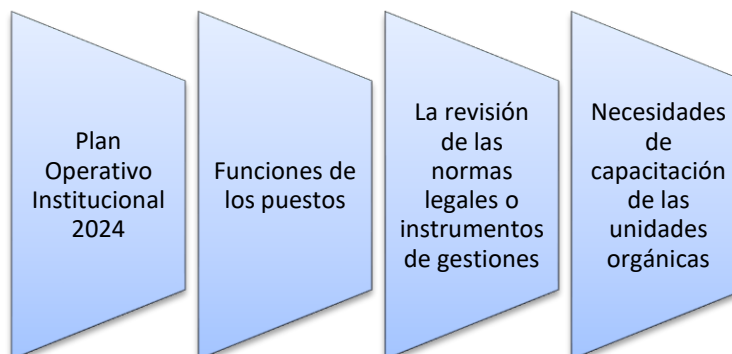 Plan
Operativo
Institucional
2024
Funciones de
los puestos
La revisión
de las
normas
legales o
instrumentos
de gestiones
Necesidades
de
capacitación
de las
unidades
orgánicas